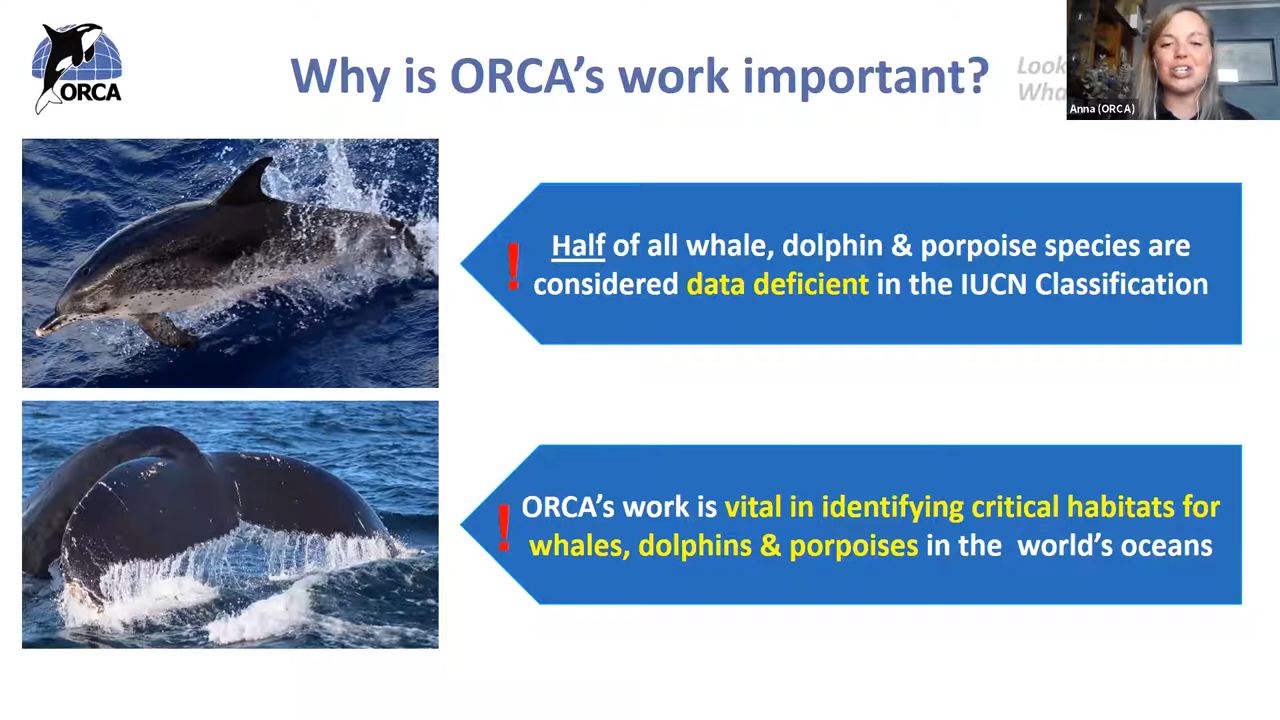 ORCA
Why is ORCA's work important?
Look
Anna (ORCA)
! Half of all whale, dolphin & porpoise species are
considered data deficient in the IUCN Classification
! ORCA's work is vital in identifying critical habitats for
whales, dolphins & porpoises in the world's oceans